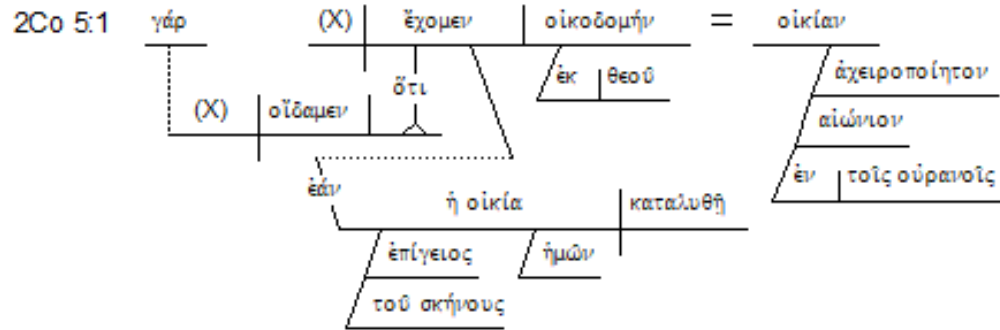 2Co 5:1 γάρ (X) ἔχομεν οἰκοδομήν = οἰκίαν
ὅτι ἐκ θεοῦ ἀχειροποίητον
(X) οἴδαμεν αἰώνιον
ἐάν ἐν τοῖς οὐρανοῖς
ἡ οἰκία καταλυθῇ
ἐπίγειος ἡμῶν
τοῦ σκήνους